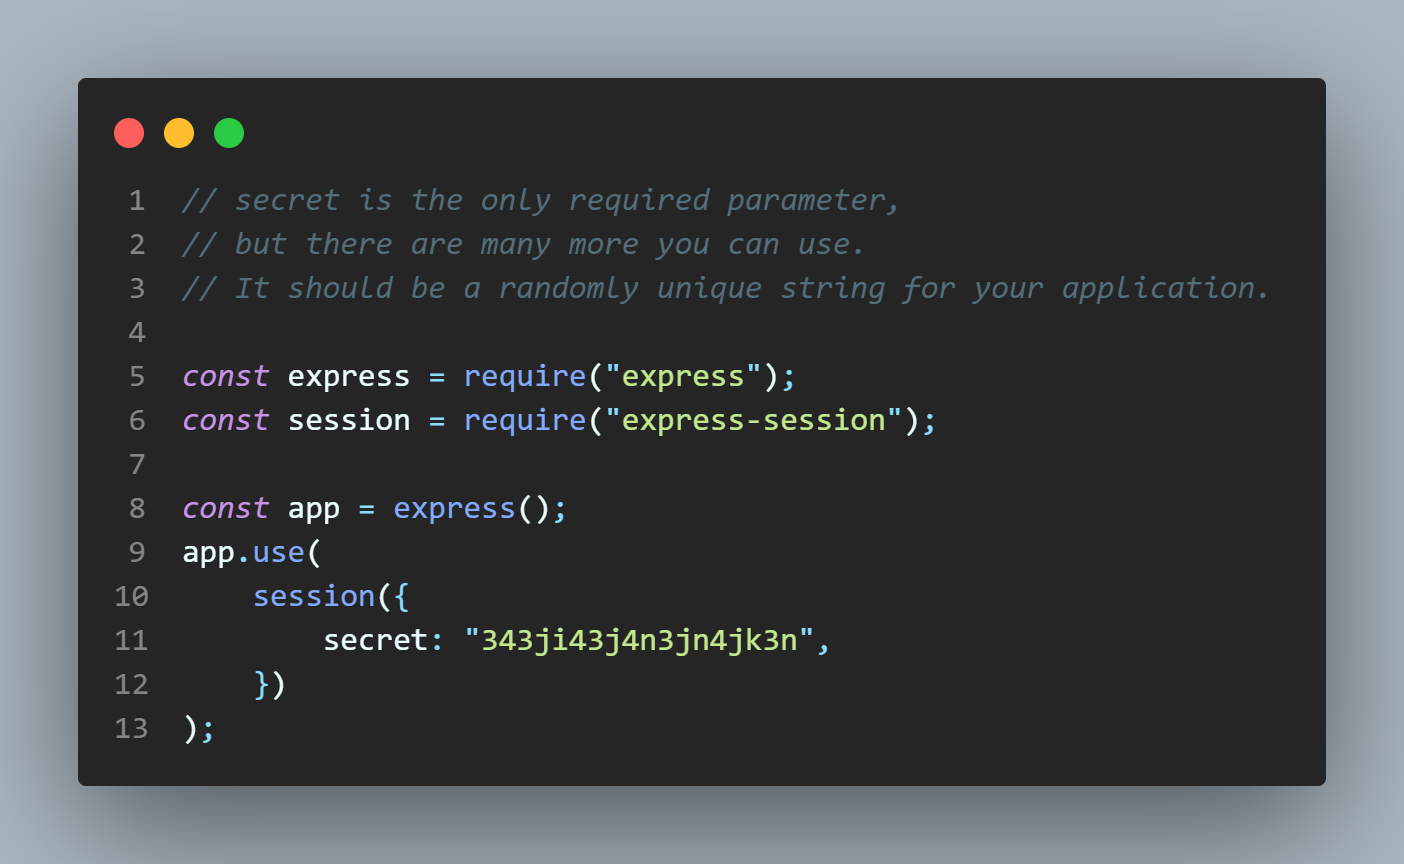 1 // secret is the only required parameter,
2 // but there are many more you can use.
3 // It should be a randomly unique string for your application.
4
5 const express = require("express");
6 const session = require("express-session");
7
8 const app = express();
9 app.use(
10     session({
11         secret: "343ji43j4n3jn4jk3n",
12     })
13 );